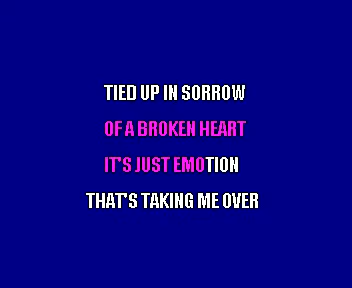 TIED UP IN SORROW
OF A BROKEN HEART
IT'S JUST EMOTION
THAT'S TAKING ME OVER